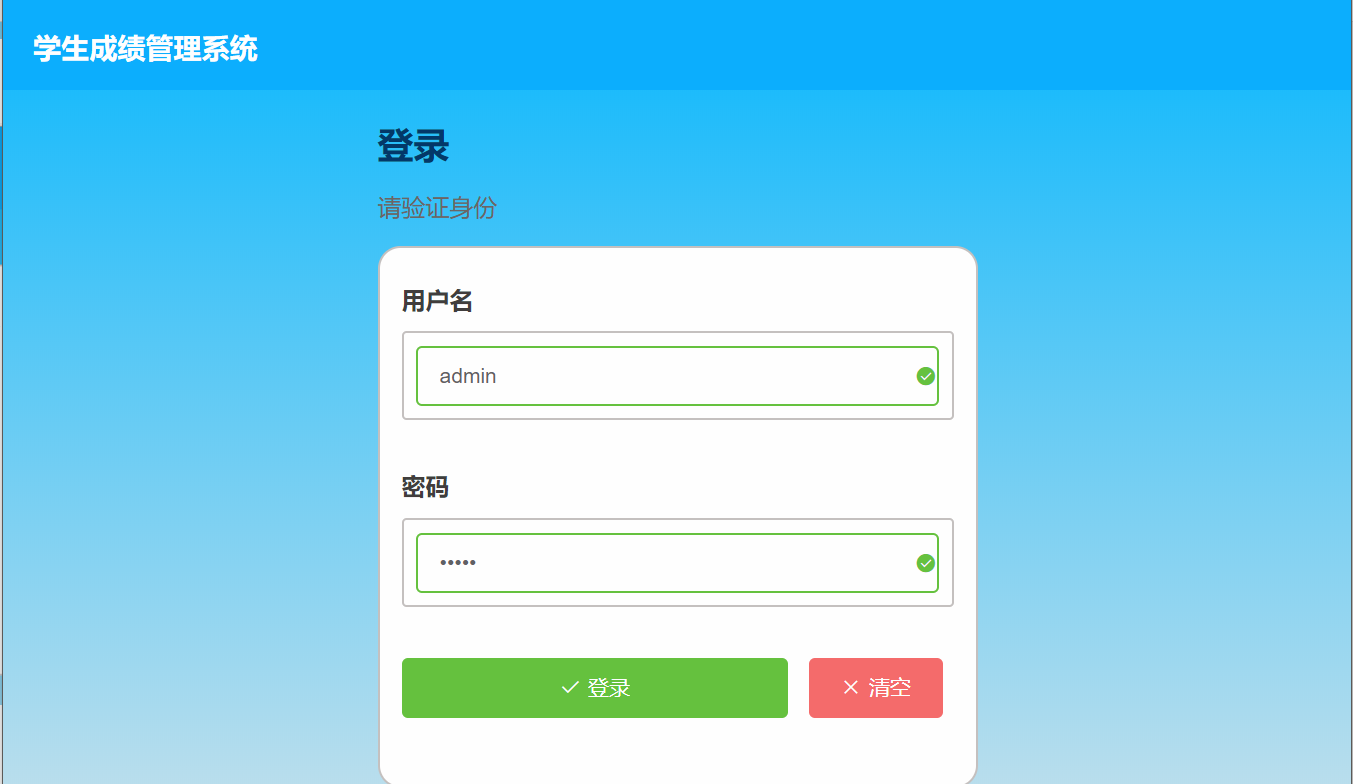 学生成绩管理系统
登录
请验证身份
用户名
admin
密码
•••••
登录
清空